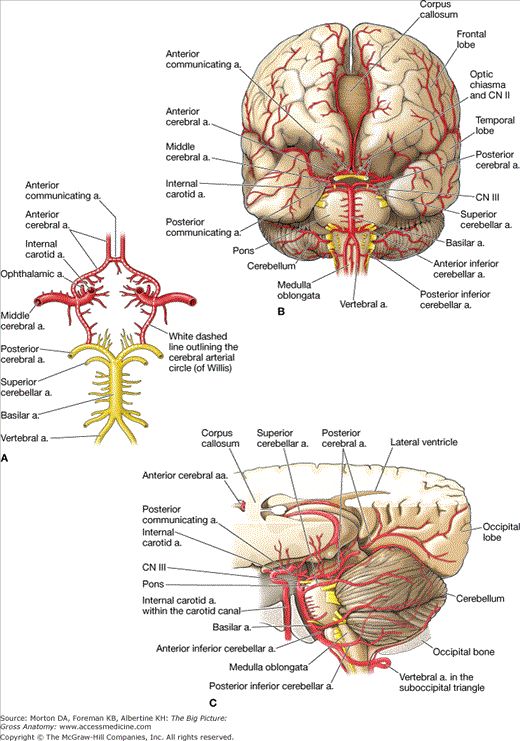 Anterior
communicating a.
Anterior
cerebral a.
Internal
carotid a.
Ophthalamic a.
Middle
cerebral a.
Posterior
cerebral a.
Superior
cerebellar a.
Basilar a.
Vertebral a.
White dashed
line outlining the
cerebral arterial
circle (of Willis)
A
Corpus
callosum
Frontal
lobe
Optic
chiasma
and CN II
Temporal
lobe
Posterior
cerebral a.
CN III
Superior
cerebellar a.
Basilar a.
Anterior inferior
cerebellar a.
Posterior inferior
cerebellar a.
Anterior
communicating a.
Anterior
cerebral a.
Middle
cerebral a.
Internal
carotid a.
Posterior
communicating a.
Pons
Cerebellum
Medulla
oblongata
Vertebral a.
B
Corpus
callosum
Superior
cerebellar a.
Posterior
cerebral a.
Lateral ventricle
Anterior cerebral aa.
Posterior
communicating a.
Internal
carotid a.
CN III
Pons
Internal carotid a.
within the carotid canal
Basilar a.
Anterior inferior cerebellar a.
Medulla oblongata
Posterior inferior cerebellar a.
Occipital
lobe
Cerebellum
Occipital bone
Vertebral a. in the
suboccipital triangle
C
Source: Morton DA, Foreman KB, Albertine KH: The Big Picture:
Gross Anatomy: www.accessmedicine.com
Copyright © The McGraw-Hill Companies, Inc. All rights reserved.